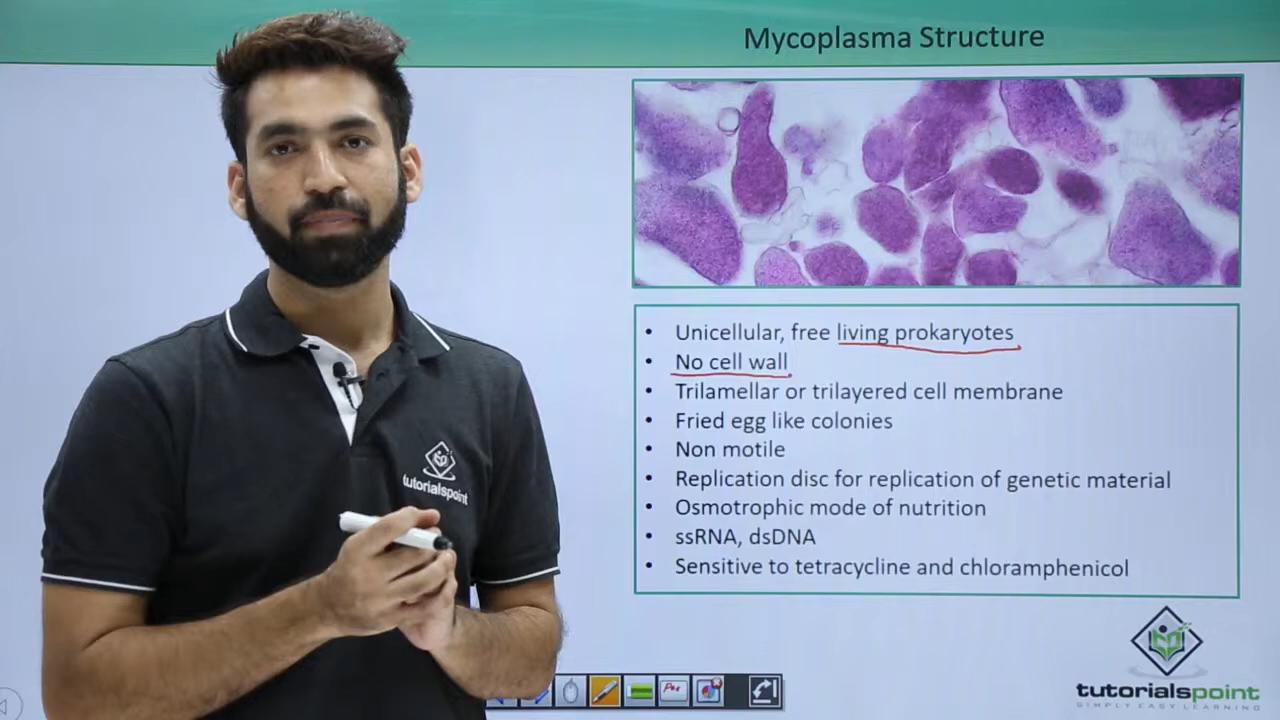 Mycoplasma Structure
• Unicellular, free living prokaryotes
• No cell wall
• Trilamellar or trilayered cell membrane
• Fried egg like colonies
• Non motile
• Replication disc for replication of genetic material
• Osmotrophic mode of nutrition
• ssRNA, dsDNA
• Sensitive to tetracycline and chloramphenicol
tutorialspoint
tutorialspoint
SIMPLY EASY LEARNING